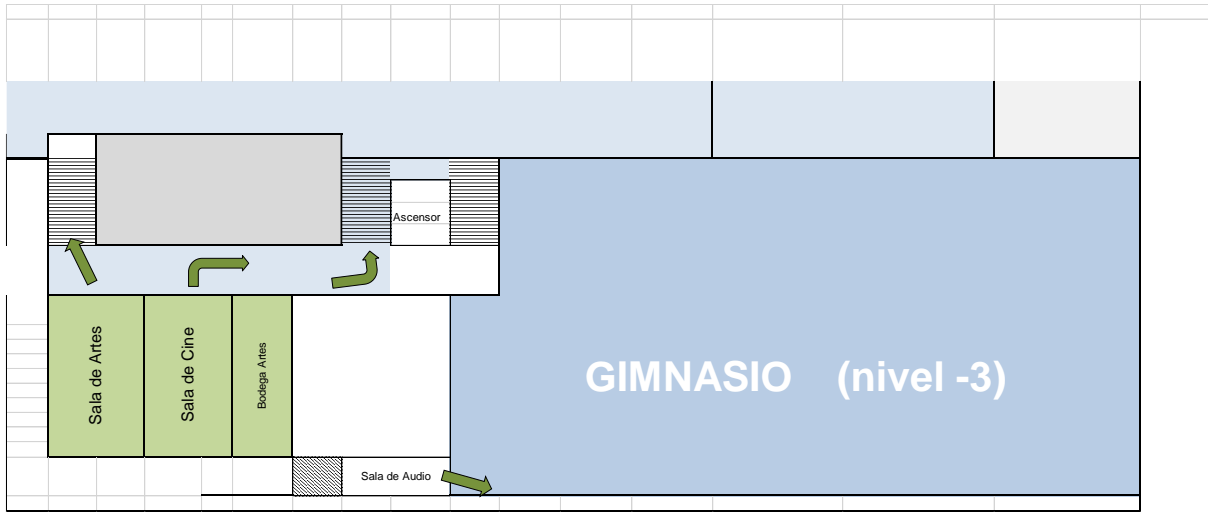 Ascensor
Sala de Artes
Sala de Cine
Bodega Artes
GIMNASIO (nivel -3)
Sala de Audio